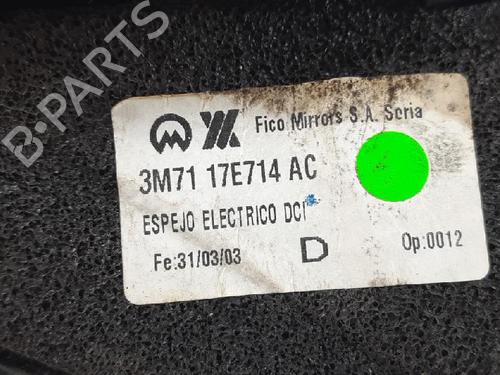 B-PARTS
Fico Mirrors S.A. Soria
3M71 17E714 AC
ESPEJO ELECTRICO DCI*
Fe:31/03/03 D Op:0012